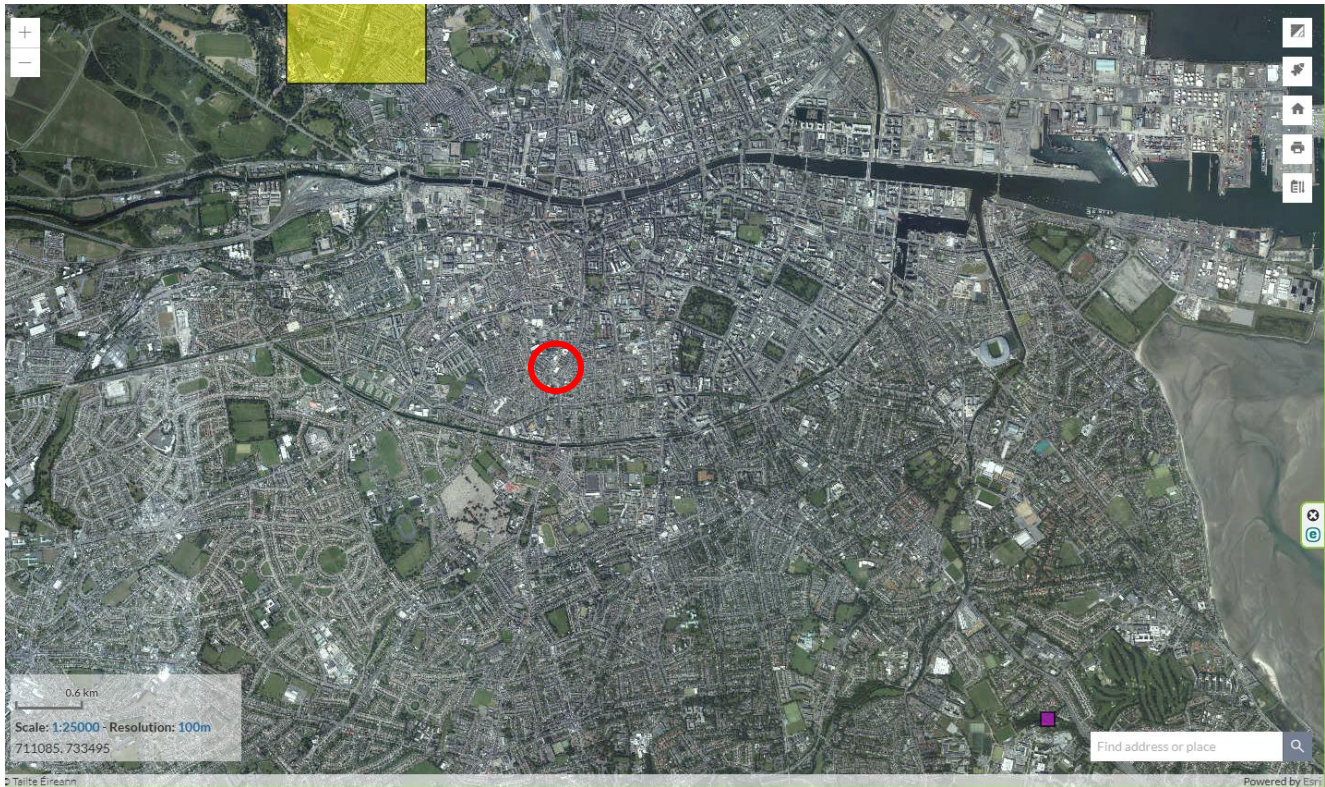 +
−
0.6 km
Scale: 1:25000 - Resolution: 100m
711085, 733495
Find address or place
© Tailte Éireann
Powered by Esri